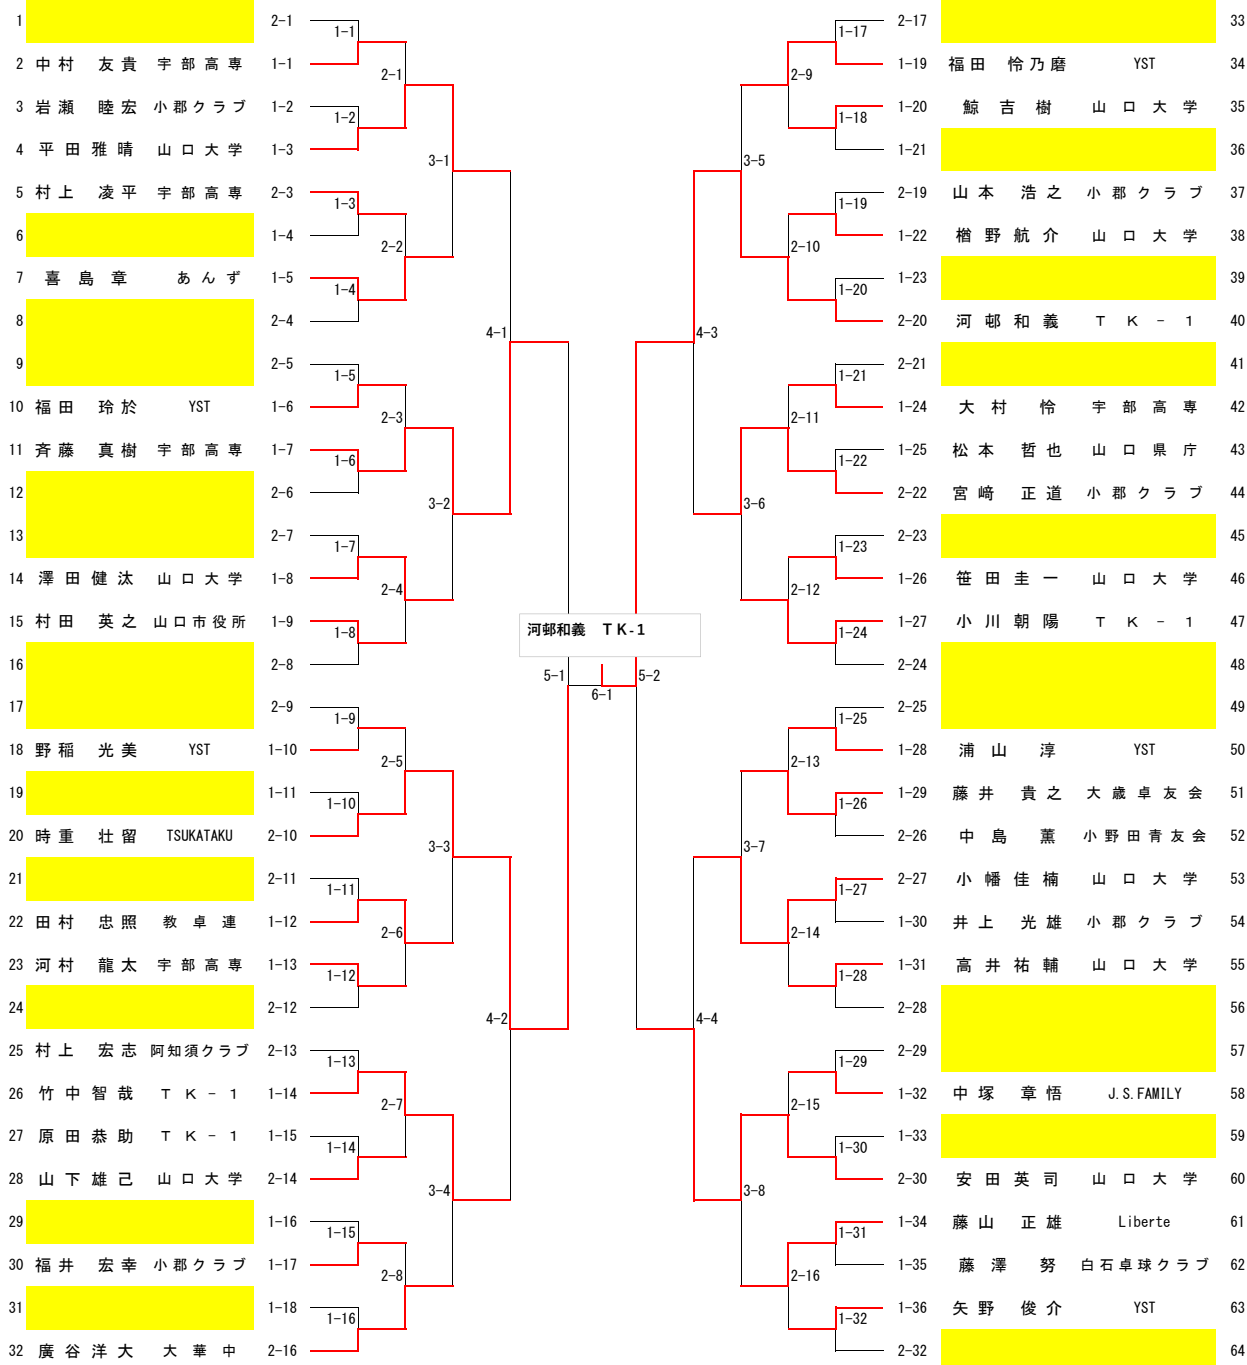 1 2-1
1-1
2 中村 友貴 宇部高専 1-1
2-1
3 岩瀬 睦宏 小郡クラブ 1-2
1-2
4 平田雅晴 山口大学 1-3
3-1
5 村上 凌平 宇部高専 2-3
1-3
6 1-4
2-2
7 喜島章 あんず 1-5
1-4
8 2-4
4-1
9 2-5
1-5
10 福田 玲於 YST 1-6
2-3
11 斉藤 真樹 宇部高専 1-7
1-6
12 2-6
3-2
13 2-7
1-7
14 澤田健汰 山口大学 1-8
2-4
15 村田 英之 山口市役所 1-9
1-8
16 2-8
5-1
17 2-9
1-9
18 野稲 光美 YST 1-10
2-5
19 1-11
1-10
20 時重 壮留 TSUKATAKU 2-10
3-3
21 2-11
1-11
22 田村 忠照 教卓連 1-12
2-6
23 河村 龍太 宇部高専 1-13
1-12
24 2-12
4-2
25 村上 宏志 阿知須クラブ 2-13
1-13
26 竹中智哉 TK-1 1-14
2-7
27 原田恭助 TK-1 1-15
1-14
28 山下雄己 山口大学 2-14
3-4
29 1-16
1-15
30 福井 宏幸 小郡クラブ 1-17
2-8
31 1-18
1-16
32 廣谷洋大 大華中 2-16
河邨和義 TK-1
6-1
2-17 33
1-17
1-19 福田 怜乃磨 YST 34
2-9
1-20 鯨吉樹 山口大学 35
1-18
1-21 36
3-5
2-19 山本 浩之 小郡クラブ 37
1-19
1-22 楢野航介 山口大学 38
2-10
1-23 39
1-20
2-20 河邨和義 TK-1 40
4-3
2-21 41
1-21
1-24 大村 怜 宇部高専 42
2-11
1-25 松本 哲也 山口県庁 43
1-22
2-22 宮﨑 正道 小郡クラブ 44
3-6
2-23 45
1-23
1-26 笹田圭一 山口大学 46
2-12
1-27 小川朝陽 TK-1 47
1-24
2-24 48
5-2
2-25 49
1-25
1-28 浦山 淳 YST 50
2-13
1-29 藤井 貴之 大歳卓友会 51
1-26
2-26 中島 薫 小野田青友会 52
3-7
2-27 小幡佳楠 山口大学 53
1-27
1-30 井上 光雄 小郡クラブ 54
2-14
1-31 高井祐輔 山口大学 55
1-28
2-28 56
4-4
2-29 57
1-29
1-32 中塚 章悟 J.S.FAMILY 58
2-15
1-33 59
1-30
2-30 安田英司 山口大学 60
3-8
1-34 藤山 正雄 Liberte 61
1-31
1-35 藤澤 努 白石卓球クラブ 62
2-16
1-36 矢野 俊介 YST 63
1-32
2-32 64